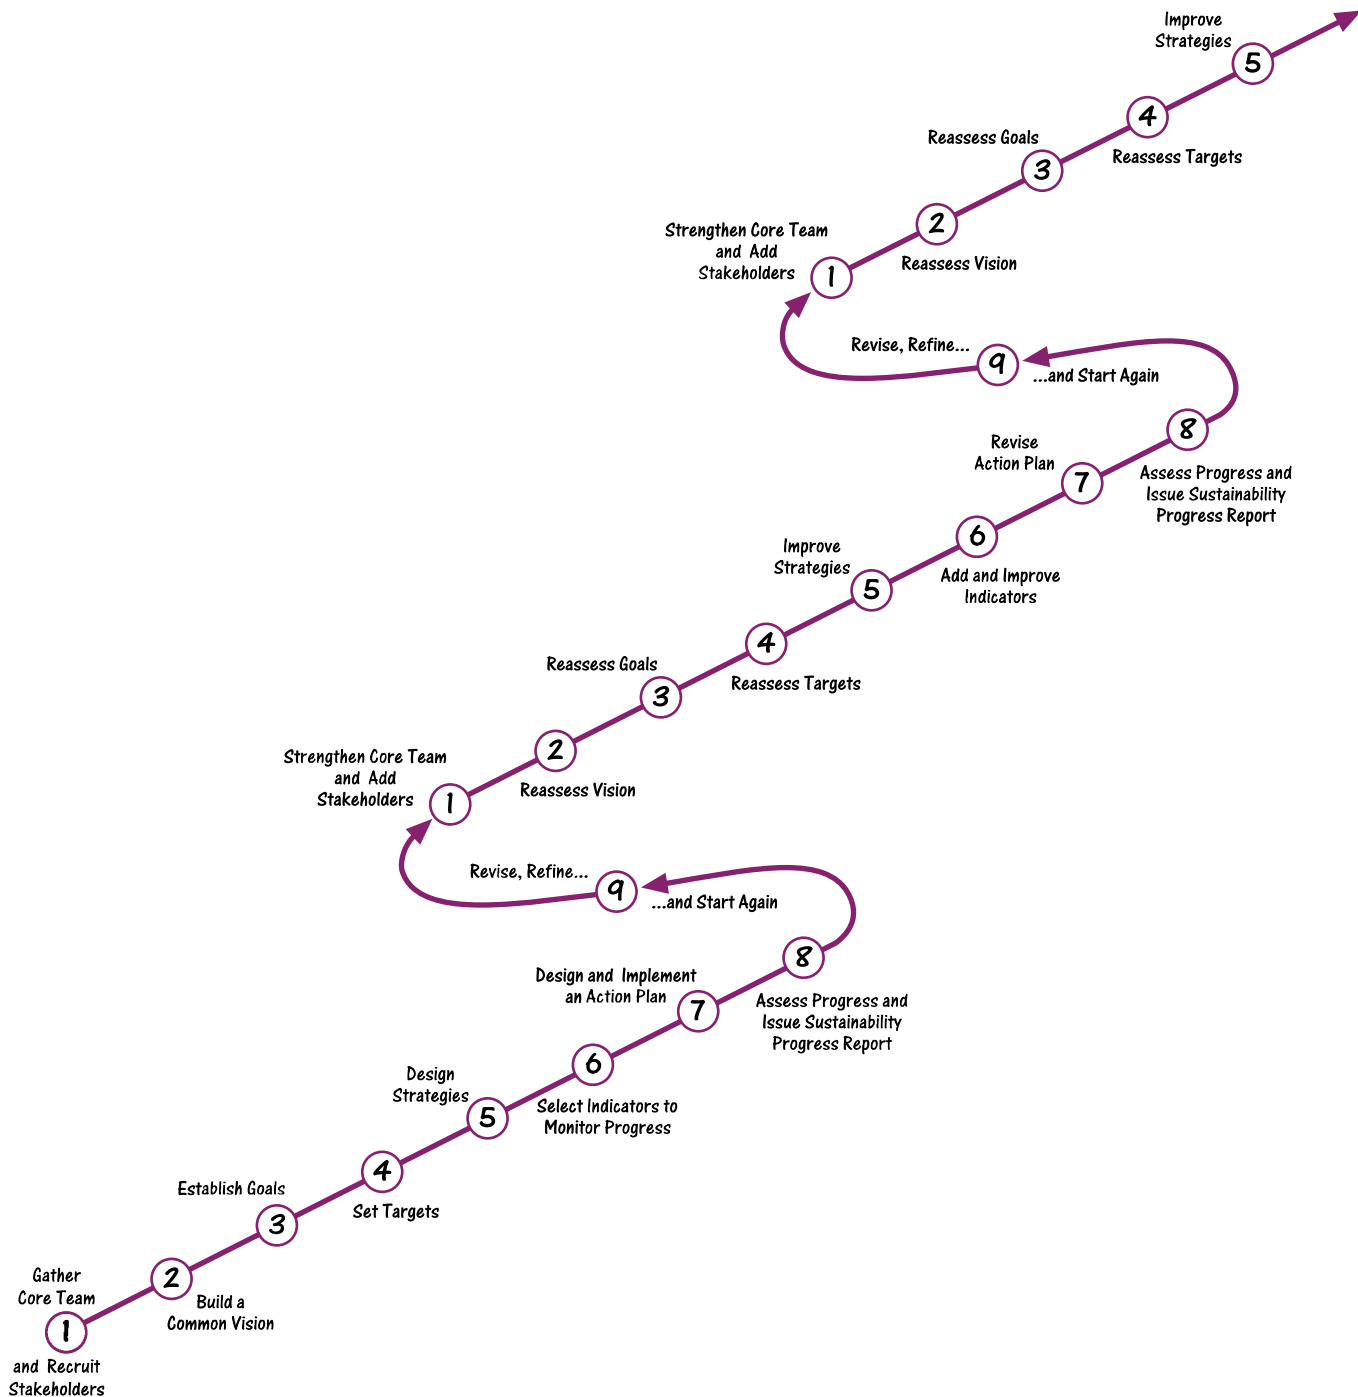 Improve
Strategies
5
4
Reassess Goals
Reassess Targets
3
Strengthen Core Team
and Add
Stakeholders
2
Reassess Vision
1
Revise, Refine...
9
...and Start Again
8
Revise
Action Plan
7
Assess Progress and
Issue Sustainability
Progress Report
6
Improve
Strategies
Add and Improve
Indicators
5
4
Reassess Goals
Reassess Targets
3
Strengthen Core Team
and Add
Stakeholders
2
Reassess Vision
1
Revise, Refine...
9
...and Start Again
8
Design and Implement
an Action Plan
7
Assess Progress and
Issue Sustainability
Progress Report
6
Design
Strategies
Select Indicators to
Monitor Progress
5
4
Establish Goals
Set Targets
3
Gather
Core Team
2
Build a
Common Vision
1
and Recruit
Stakeholders